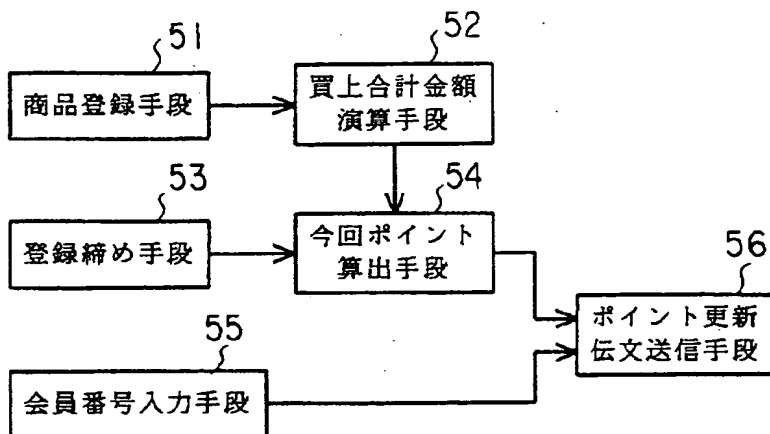 51
商品登録手段
52
買上合計金額
演算手段
53
登録締め手段
54
今回ポイント
算出手段
55
会員番号入力手段
56
ポイント更新
伝文送信手段